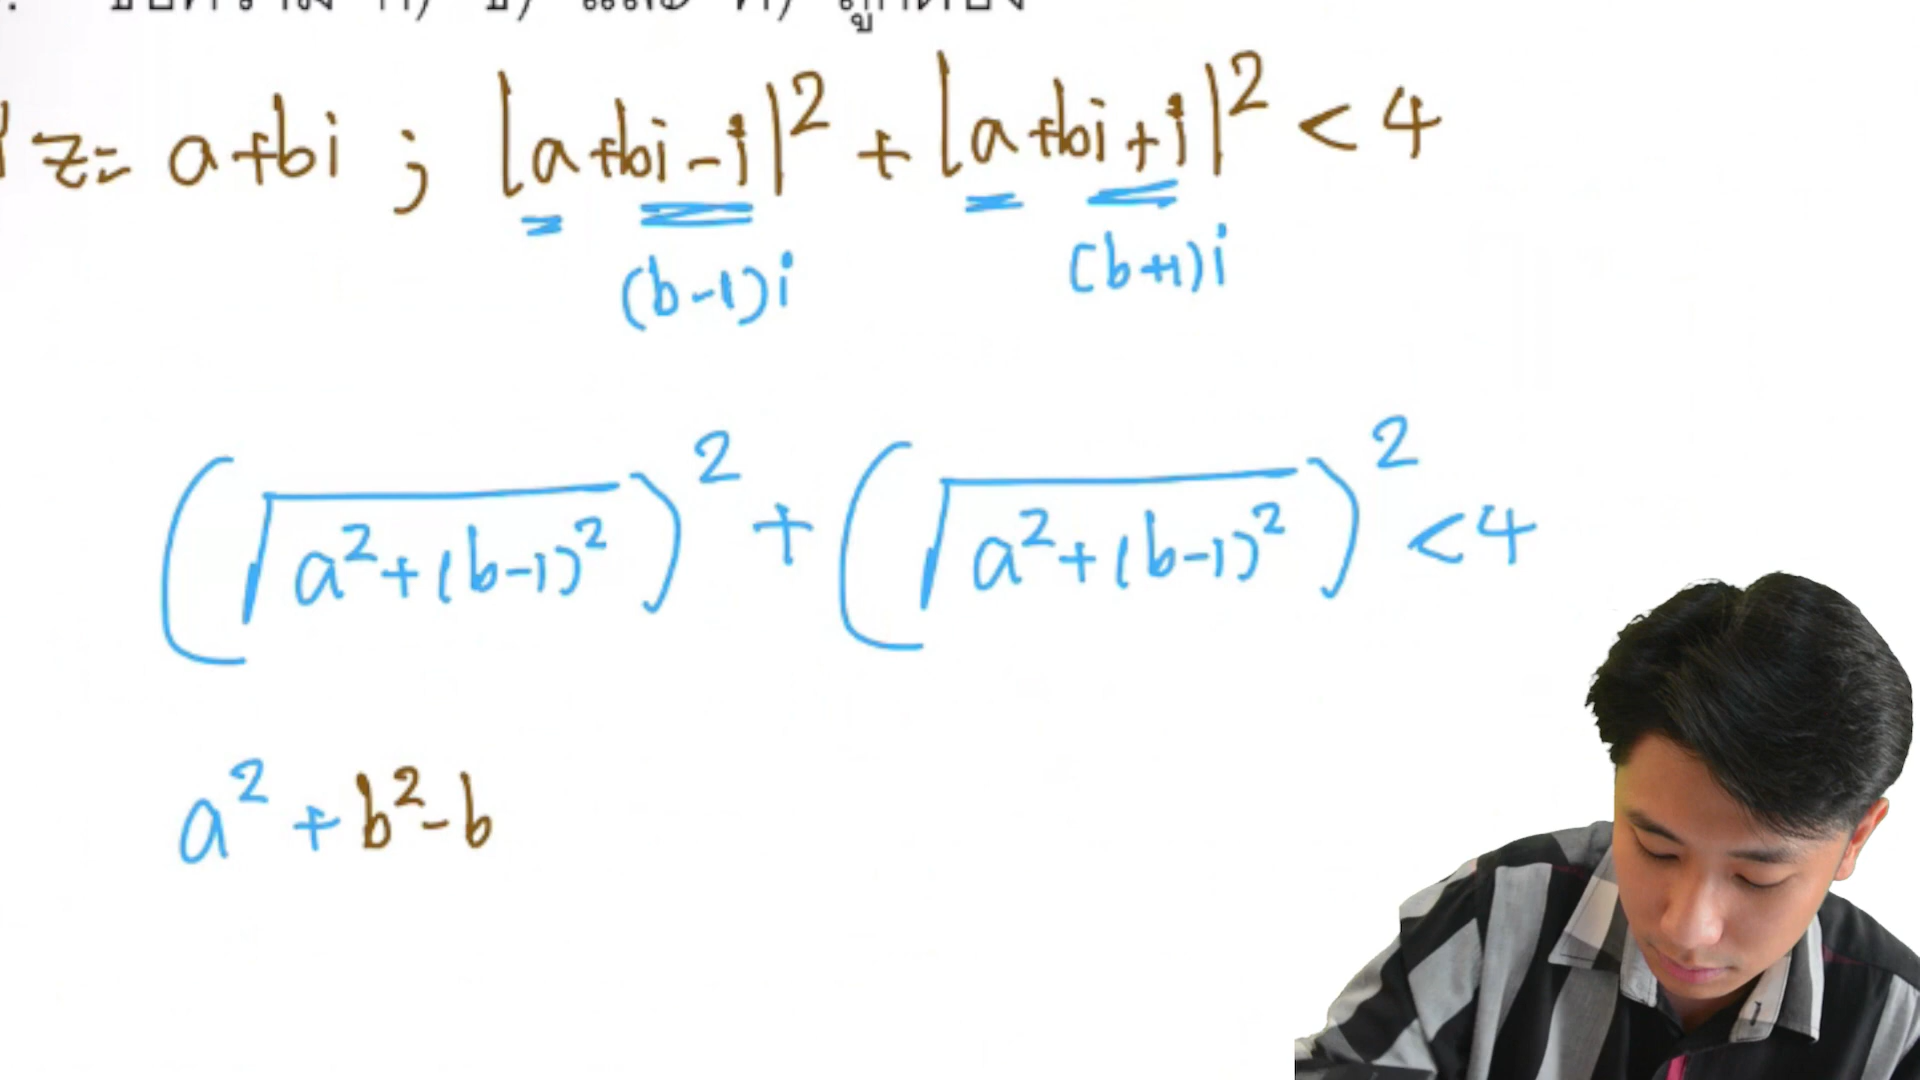 z = a+bi ; |a+bi-i|² + |a+bi+i|² < 4
(b-1)i (b+1)i
(√(a²+(b-1)²))² + (√(a²+(b-1)²))² < 4
a² + b² - b